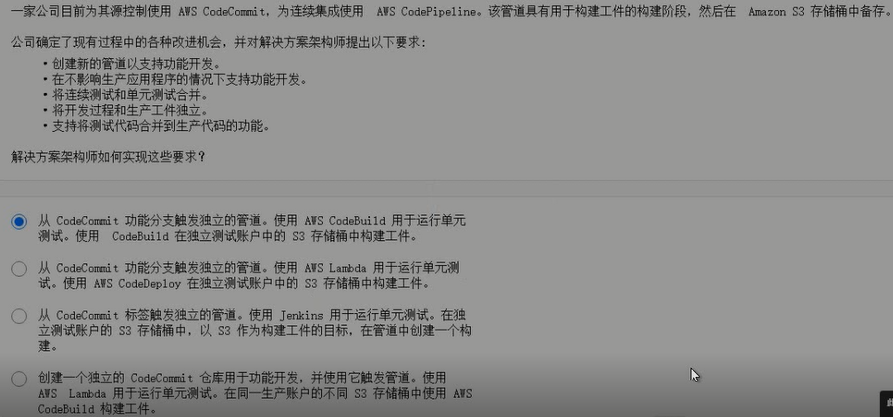 一家公司目前为其源控制使用 AWS CodeCommit，为连续集成使用 AWS CodePipeline。该管道具有用于构建工件的构建阶段，然后在 Amazon S3 存储桶中备存。
公司确定了现有过程中的各种改进机会，并对解决方案架构师提出以下要求：
• 创建新的管道以支持功能开发。
• 在不影响生产应用程序的情况下支持功能开发。
• 将连续测试和单元测试合并。
• 将开发过程和生产工件独立。
• 支持将测试代码合并到生产代码的功能。
解决方案架构师如何实现这些要求？
从 CodeCommit 功能分支触发独立的管道。使用 AWS CodeBuild 用于运行单元
测试。使用 CodeBuild 在独立测试账户中的 S3 存储桶中构建工件。
从 CodeCommit 功能分支触发独立的管道。使用 AWS Lambda 用于运行单元测
试。使用 AWS CodeDeploy 在独立测试账户中的 S3 存储桶中构建工件。
从 CodeCommit 标签触发独立的管道。使用 Jenkins 用于运行单元测试。在独
立测试账户的 S3 存储桶中，以 S3 作为构建工件的目标，在管道中创建一个构
建。
创建一个独立的 CodeCommit 仓库用于功能开发，并使用它触发管道。使用
AWS Lambda 用于运行单元测试。在同一生产账户的不同 S3 存储桶中使用 AWS
CodeBuild 构建工件。